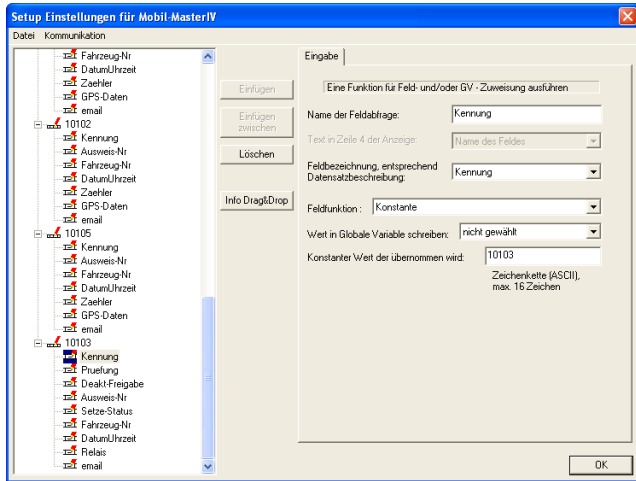 Setup Einstellungen für Mobil-MasterIV
Datei Kommunikation
Fahrzeug-Nr
DatumUhrzeit
Zaehler
GPS-Daten
email
10102
Kennung
Ausweis-Nr
Fahrzeug-Nr
DatumUhrzeit
Zaehler
GPS-Daten
email
10105
Kennung
Ausweis-Nr
Fahrzeug-Nr
DatumUhrzeit
Zaehler
GPS-Daten
email
10103
Kennung
Pruefung
Deakt-Freigabe
Ausweis-Nr
Setze-Status
Fahrzeug-Nr
DatumUhrzeit
Relais
email
Einfügen
Einfügen
zwischen
Löschen
Info Drag&Drop
Eingabe
Eine Funktion für Feld- und/oder GV - Zuweisung ausführen
Name der Feldabfrage: Kennung
Text in Zeile 4 der Anzeige: Name des Feldes
Feldbezeichnung, entsprechend
Datensatzbeschreibung: Kennung
Feldfunktion : Konstante
Wert in Globale Variable schreiben: nicht gewählt
Konstanter Wert der übernommen wird: 10103
Zeichenkette (ASCII),
max. 16 Zeichen
OK